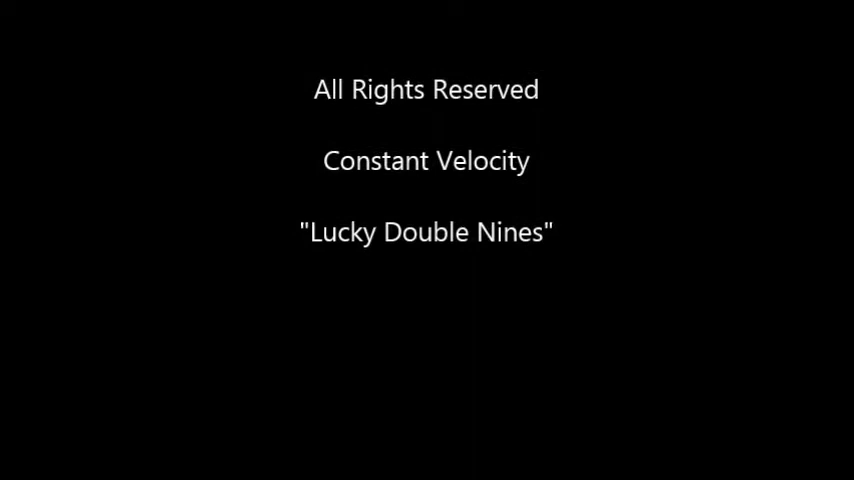 All Rights Reserved
Constant Velocity
"Lucky Double Nines"